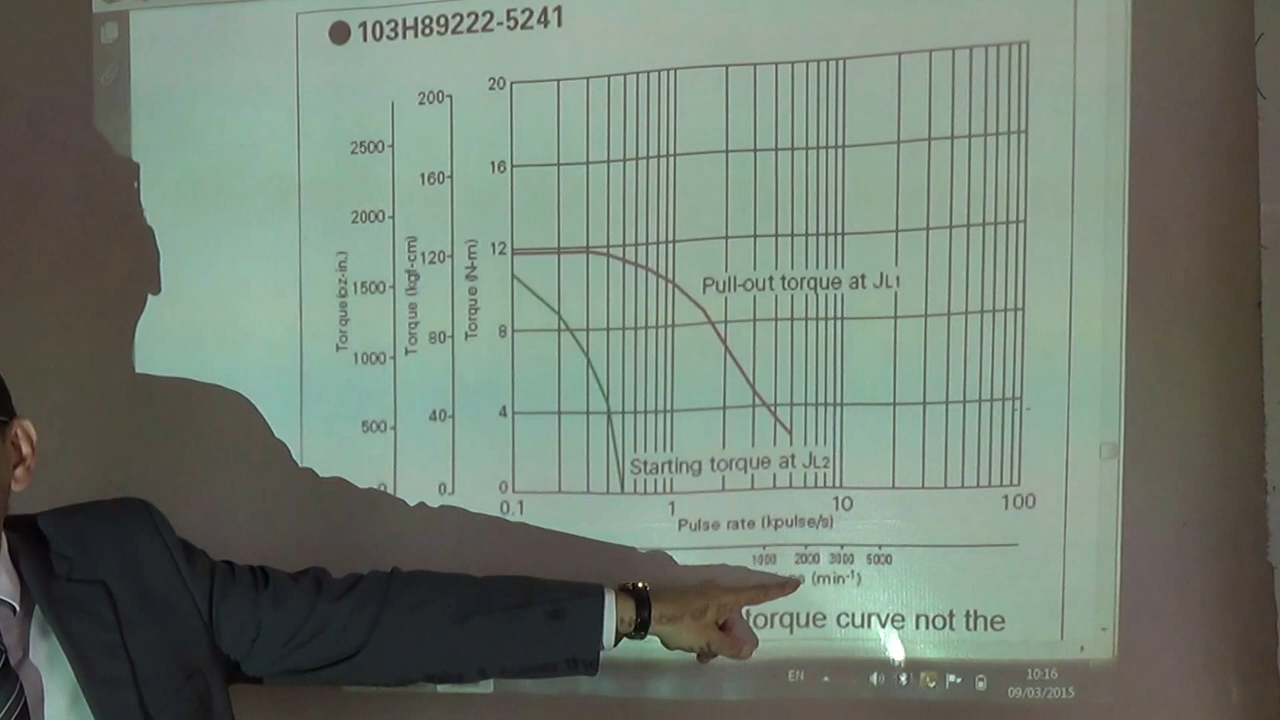 103H89222-5241
200
20
2500
160
16
2000
120
12
1500
80
8
1000
40
4
500
0
0
0
Torque(oz-in.)
Torque (kgf-cm)
Torque (N-m)
Pull-out torque at JL1
Starting torque at JL2
0.1 1 10 100
Pulse rate (kpulse/s)
1000 2000 3000 5000
(min-1)
torque curve not the
EN
10:16
09/03/2015